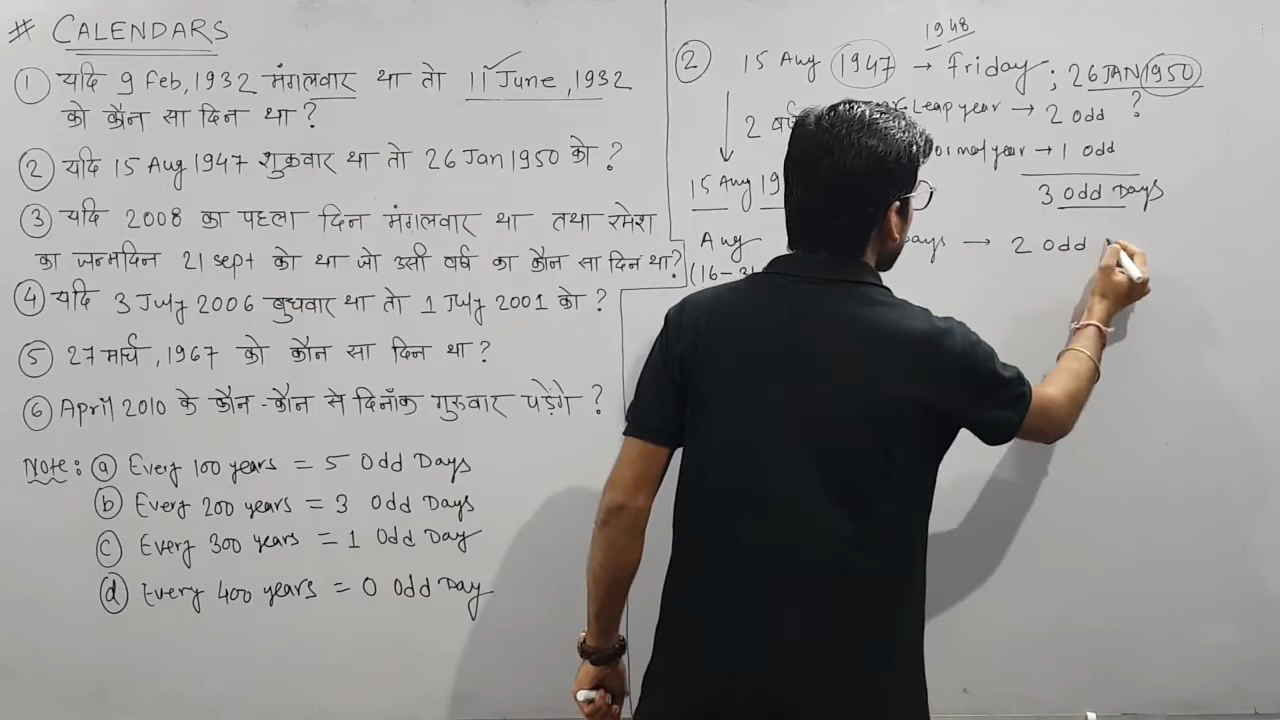 # CALENDARS
① यदि 9 Feb, 1932 मंगलवार था तो 11 June, 1932
को कौन सा दिन था ?
② यदि 15 Aug 1947 शुक्रवार था तो 26 Jan 1950 को ?
③ यदि 2008 का पहला दिन मंगलवार था तथा रमेश
का जन्मदिन 21 Sept को था जो उसी वर्ष का कौन सा दिन था?
④ यदि 3 July 2006 बुधवार था तो 1 July 2001 को ?
⑤ 27 मार्च, 1967 को कौन सा दिन था ?
⑥ April 2010 के कौन-कौन से दिनाँक गुरुवार पड़ेंगे ?
Note: ⓐ Every 100 years = 5 Odd Days
ⓑ Every 200 years = 3 Odd Days
ⓒ Every 300 years = 1 Odd Day
ⓓ Every 400 years = 0 Odd Day
1948
② 15 Aug 1947 → Friday ; 26 JAN 1950
2 Leap year → 2 Odd ?
year → 1 Odd
3 Odd Days
15 Aug
Aug Days → 2 Odd
(16-31